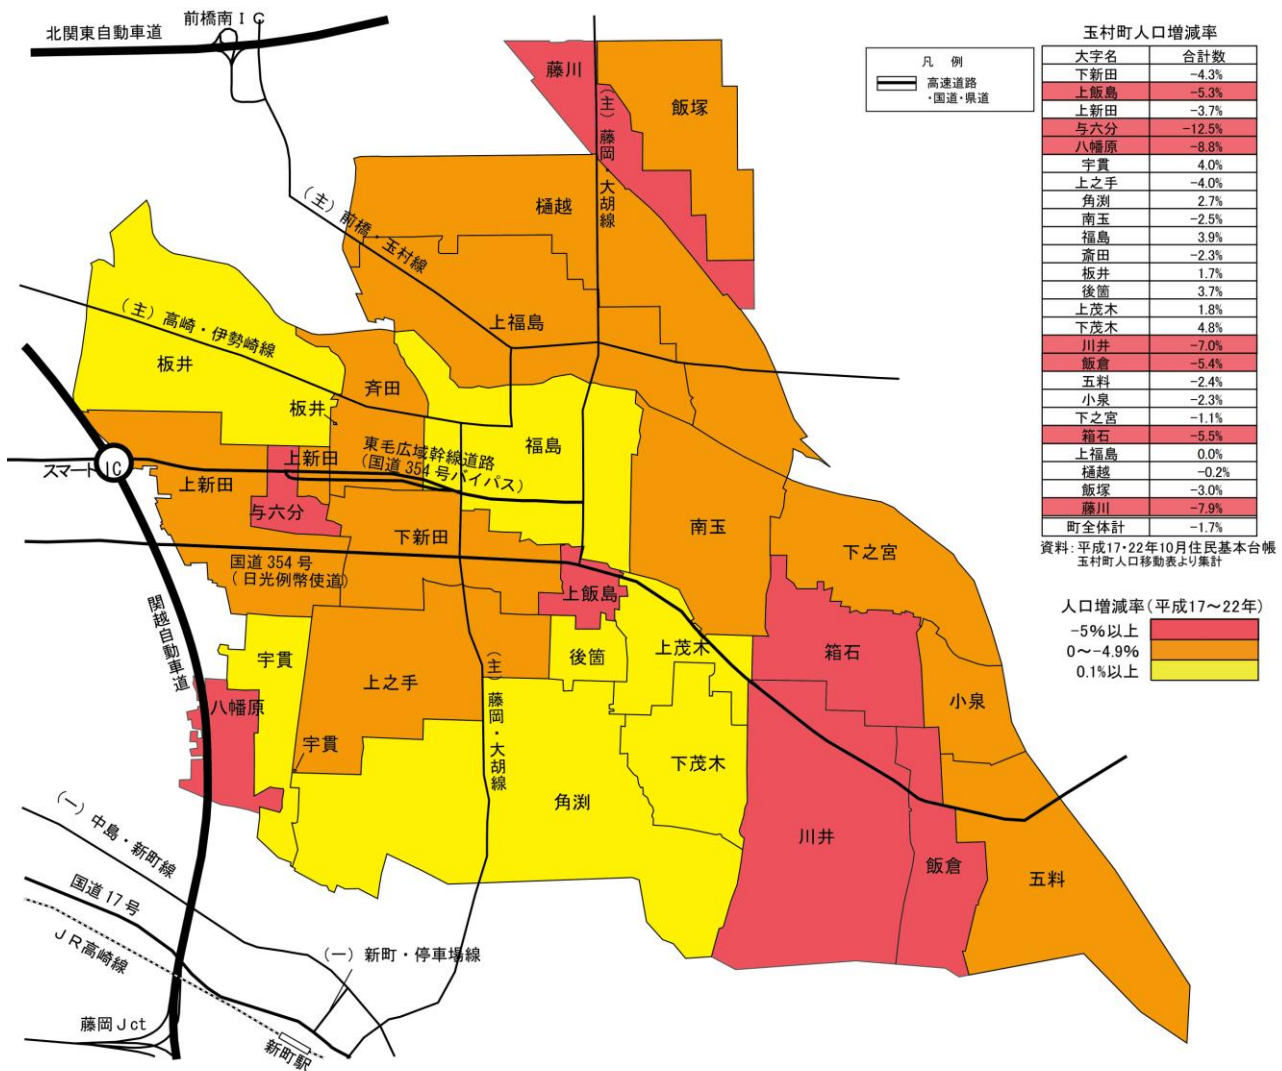 前橋南ＩＣ
北関東自動車道
玉村町人口増減率
大字名 合計数
下新田 -4.3%
上飯島 -5.3%
上新田 -3.7%
与六分 -12.5%
八幡原 -8.8%
宇貫 4.0%
上之手 -4.0%
角渕 2.7%
南玉 -2.5%
福島 3.9%
斎田 -2.3%
板井 1.7%
後箇 3.7%
上茂木 1.8%
下茂木 4.8%
川井 -7.0%
飯倉 -5.4%
五料 -2.4%
小泉 -2.3%
下之宮 -1.1%
箱石 -5.5%
上福島 0.0%
樋越 -0.2%
飯塚 -3.0%
藤川 -7.9%
町全体計 -1.7%
資料：平成17・22年10月住民基本台帳
玉村町人口移動表より集計
凡　例
高速道路
・国道・県道
人口増減率（平成17～22年）
-5%以上
0～-4.9%
0.1%以上
藤川
飯塚
（主）藤岡・大胡線
樋越
（主）前橋・玉村線
上福島
（主）高崎・伊勢崎線
板井
斉田
板井
福島
東毛広域幹線道路
（国道 354 号バイパス）
スマートIC
上新田
上新田
与六分
下新田
南玉
下之宮
国道 354 号
（日光例幣使道）
上飯島
関越自動車道
宇貫
後箇
上茂木
箱石
上之手
八幡原
小泉
（主）藤岡・大胡線
宇貫
下茂木
角渕
川井
飯倉
五料
（一）中島・新町線
国道 17 号
ＪＲ高崎線
（一）新町・停車場線
藤岡Ｊct
新町駅